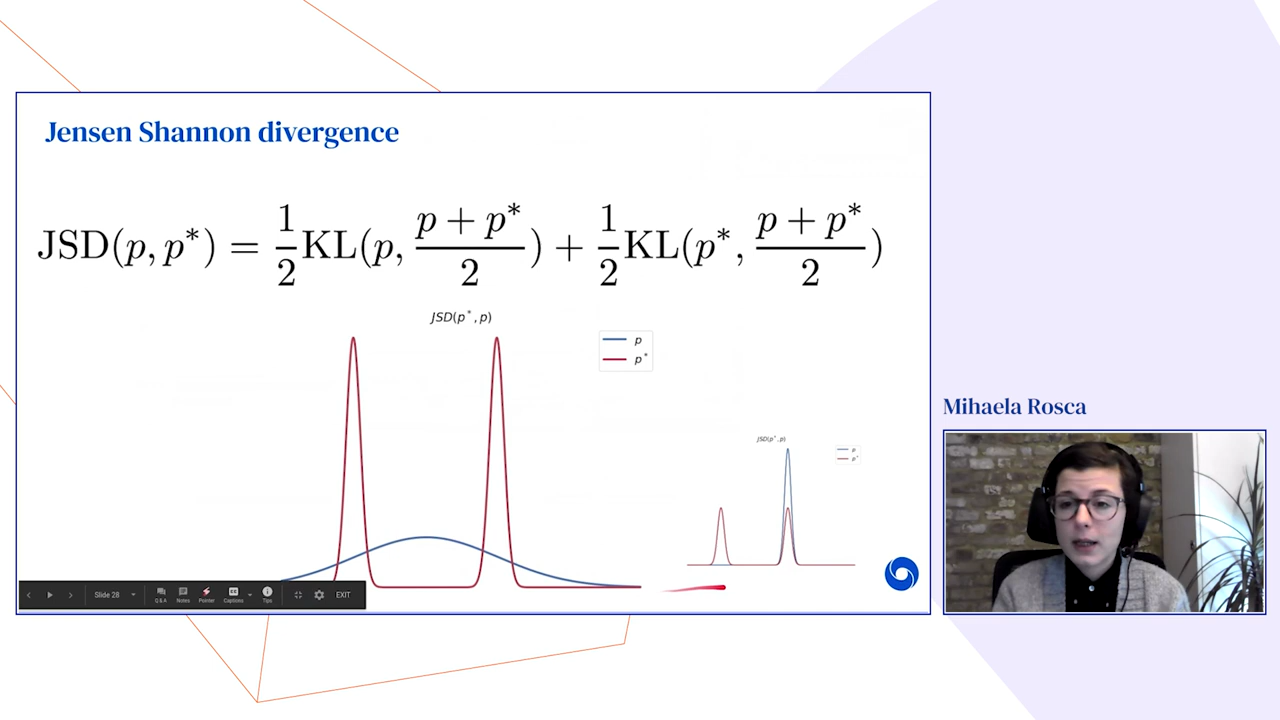 Jensen Shannon divergence
JSD(p, p*) = 1/2 KL(p, p + p*/2) + 1/2 KL(p*, p + p*/2)
JSD(p*, p)
p
p*
JSD(p*, p)
p
p*
Mihaela Rosca
Slide 28
Q&A
Notes
Pointer
Captions
Tips
EXIT